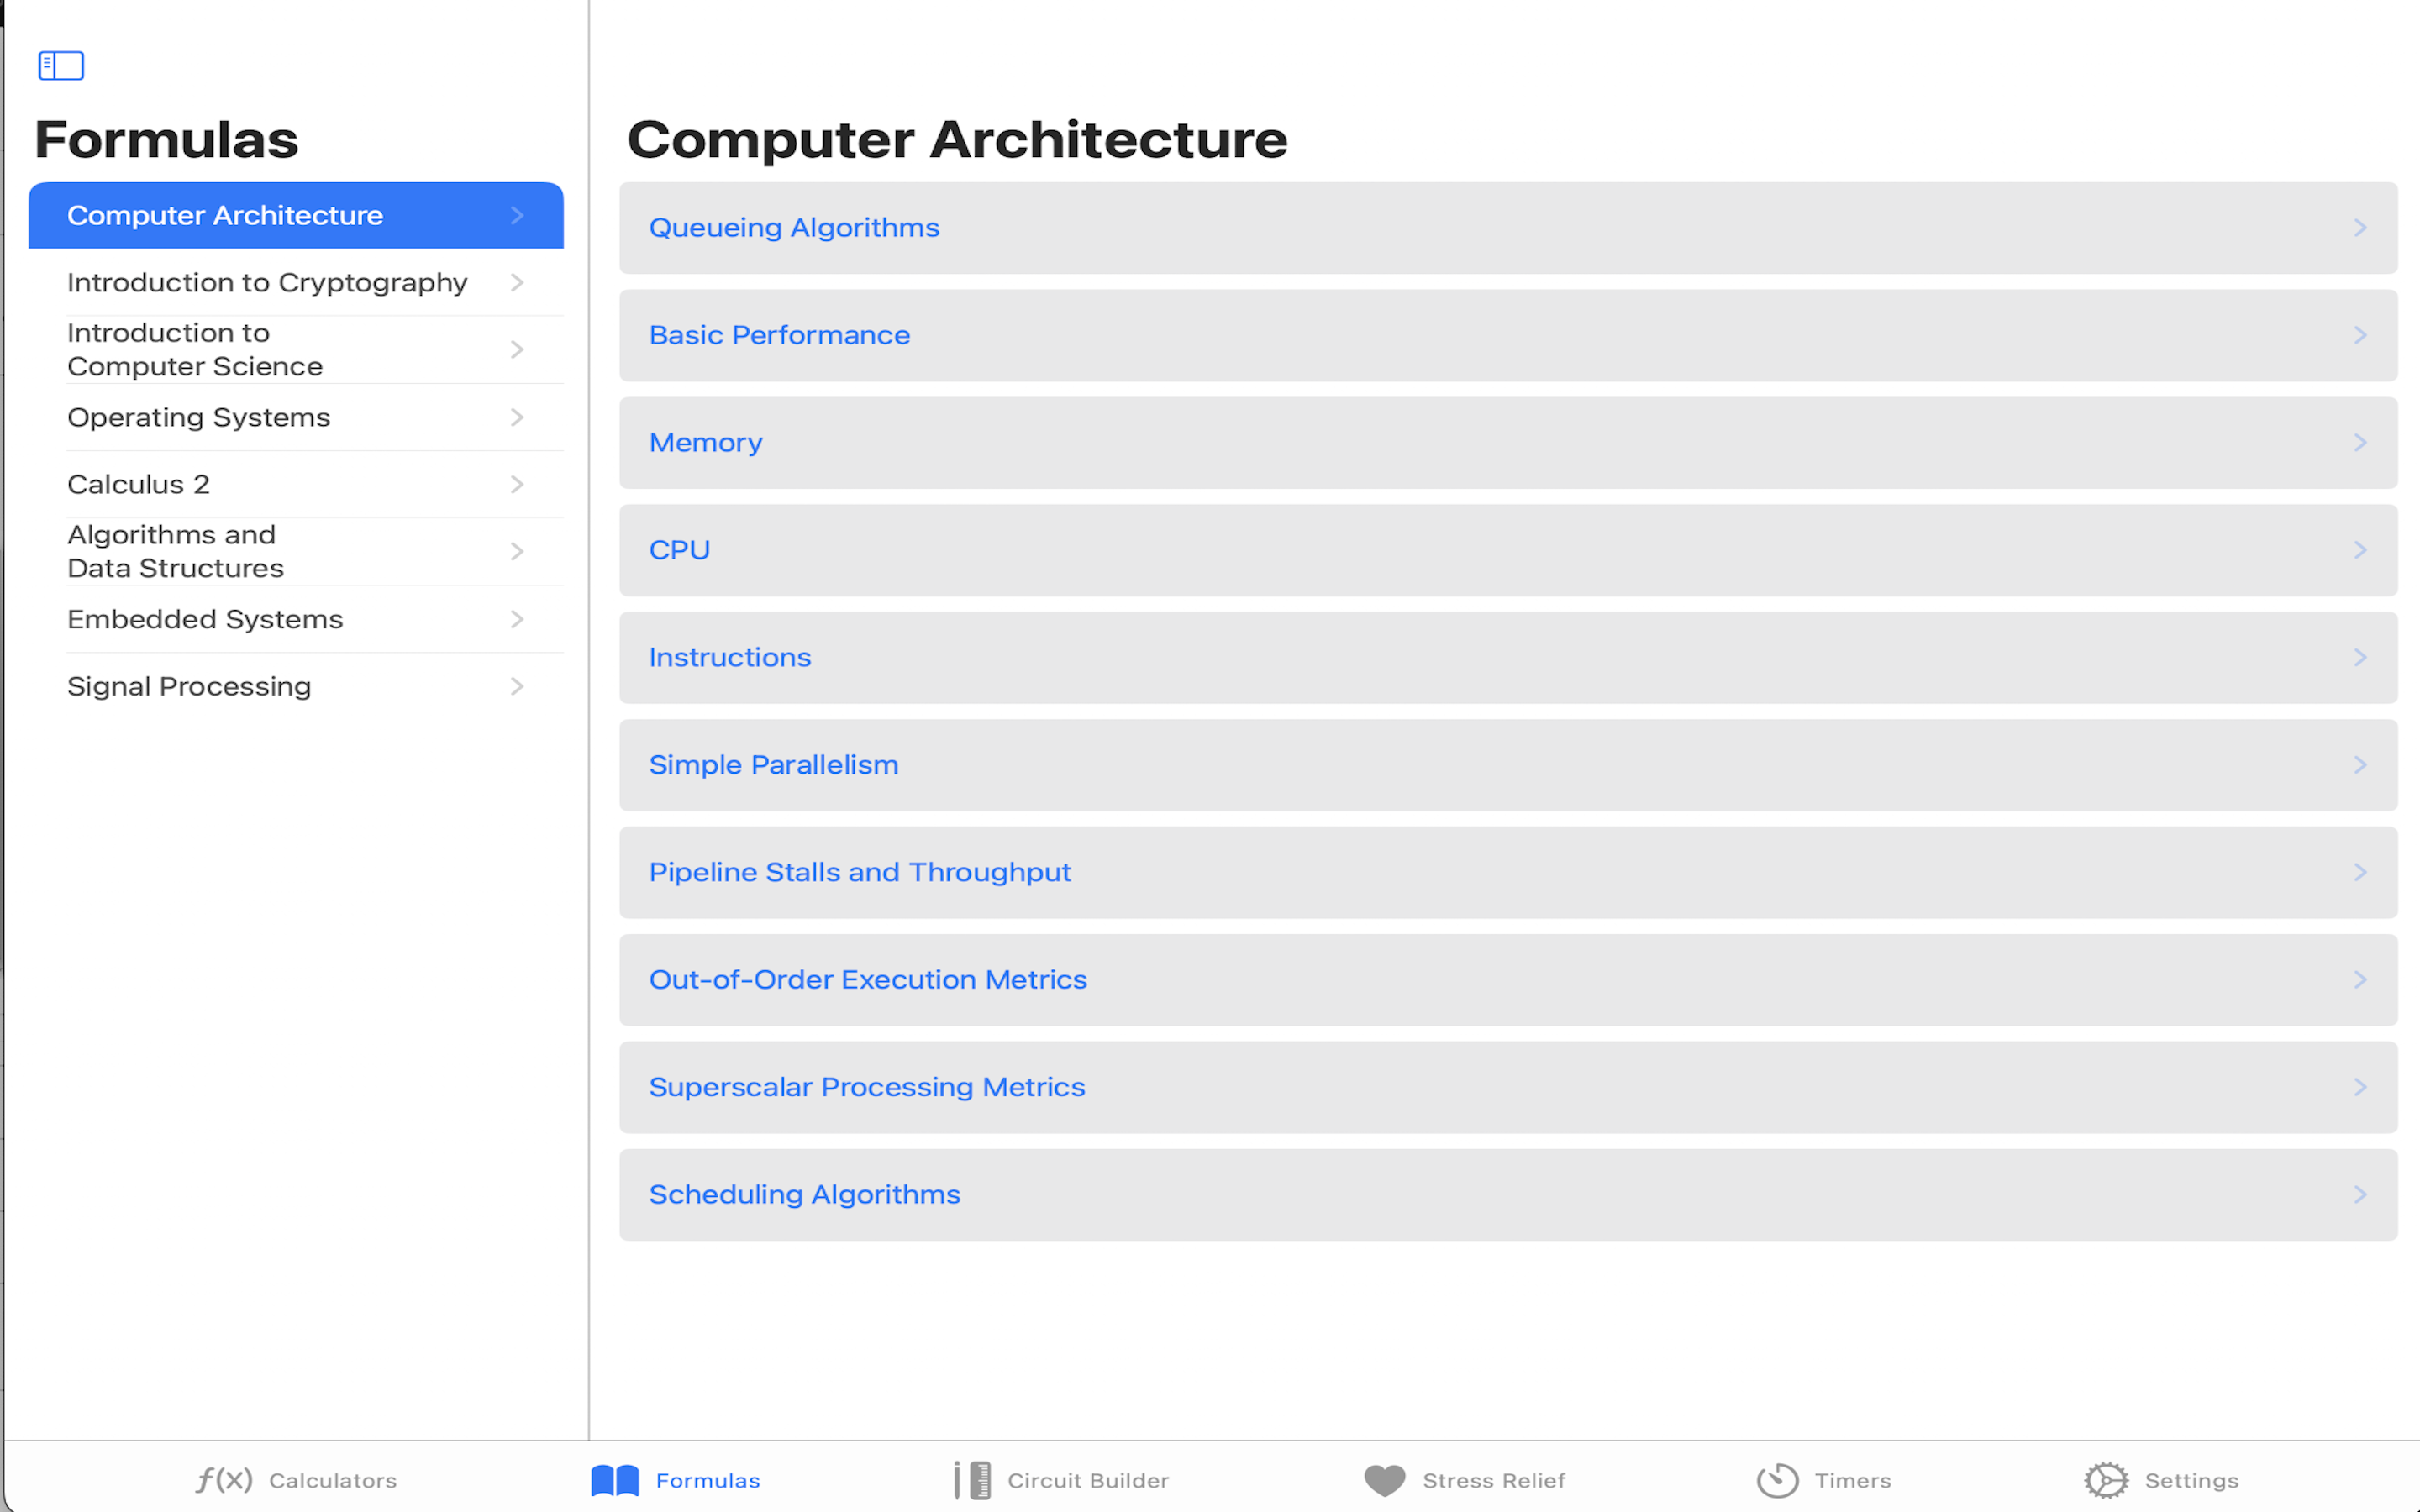 Formulas
Computer Architecture
Introduction to Cryptography
Introduction to
Computer Science
Operating Systems
Calculus 2
Algorithms and
Data Structures
Embedded Systems
Signal Processing
Computer Architecture
Queueing Algorithms
Basic Performance
Memory
CPU
Instructions
Simple Parallelism
Pipeline Stalls and Throughput
Out-of-Order Execution Metrics
Superscalar Processing Metrics
Scheduling Algorithms
f(x) Calculators
Formulas
Circuit Builder
Stress Relief
Timers
Settings